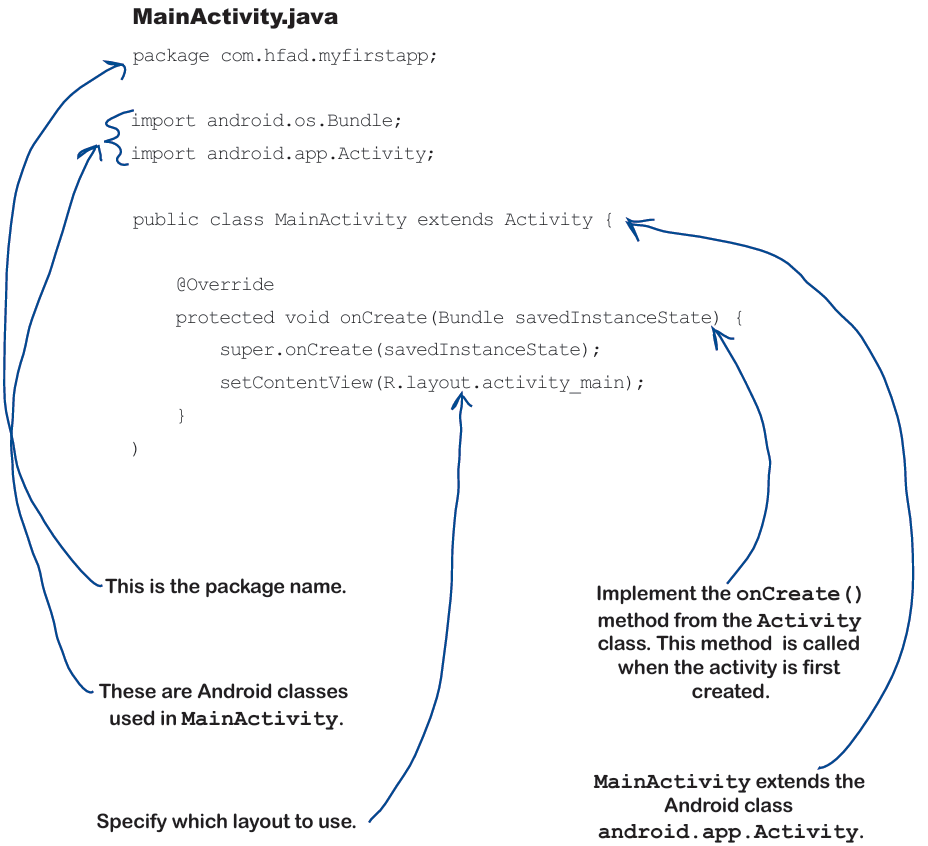 MainActivity.java
package com.hfad.myfirstapp;
import android.os.Bundle;
import android.app.Activity;
public class MainActivity extends Activity {
@Override
protected void onCreate(Bundle savedInstanceState) {
super.onCreate(savedInstanceState);
setContentView(R.layout.activity_main);
}
)
This is the package name.
These are Android classes
used in MainActivity.
Specify which layout to use.
Implement the onCreate()
method from the Activity
class. This method is called
when the activity is first
created.
MainActivity extends the
Android class
android.app.Activity.